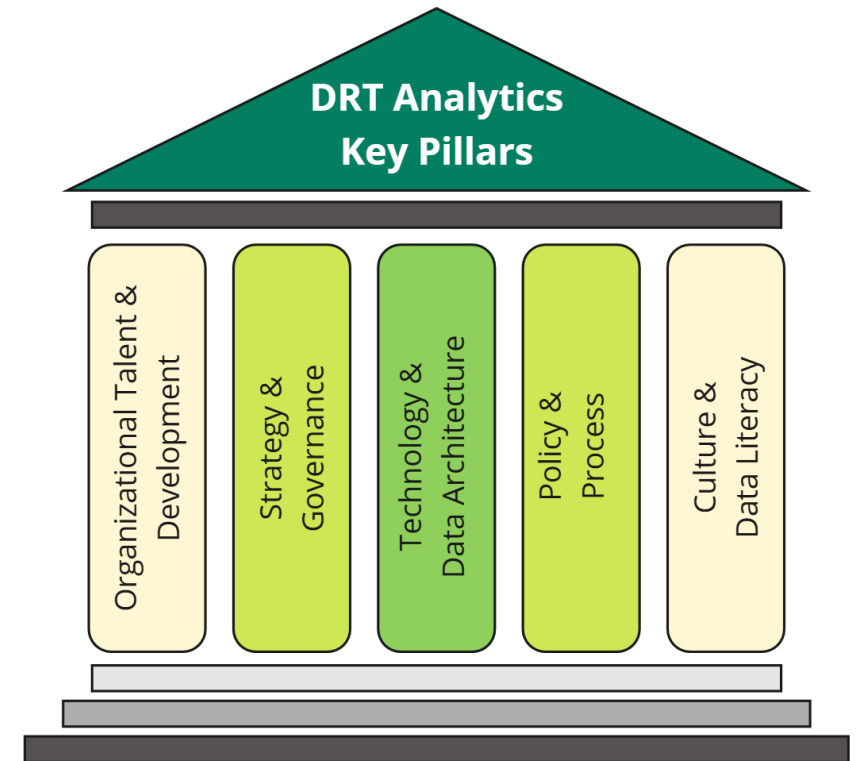 DRT Analytics
Key Pillars
Organizational Talent &
Development
Strategy &
Governance
Technology &
Data Architecture
Policy &
Process
Culture &
Data Literacy